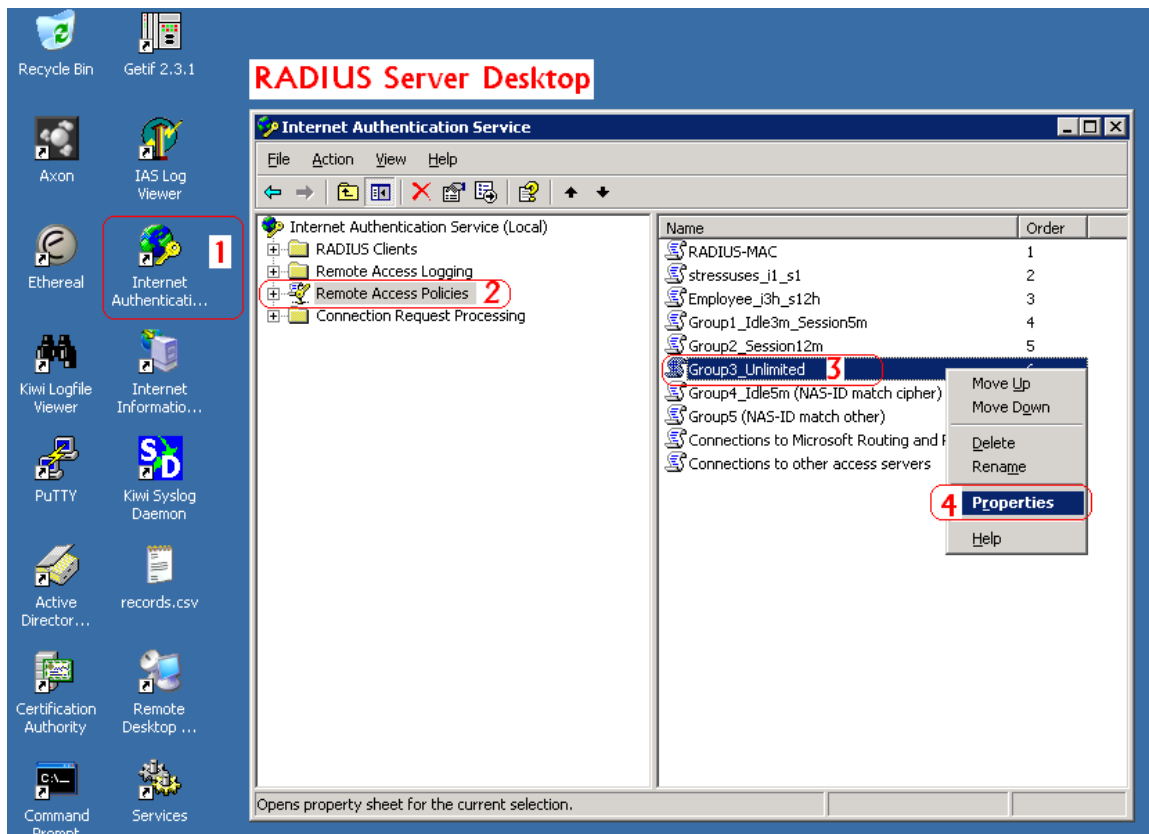 Recycle Bin
Getif 2.3.1
RADIUS Server Desktop
Axon
IAS Log
Viewer
Ethereal
Internet
Authenticati...
1
Kiwi Logfile
Viewer
Internet
Informatio...
PuTTY
Kiwi Syslog
Daemon
Active
Director...
records.csv
Certification
Authority
Remote
Desktop ...
Command
Prompt
Services
Internet Authentication Service
File Action View Help
Internet Authentication Service (Local)
RADIUS Clients
Remote Access Logging
Remote Access Policies 2
Connection Request Processing
Name Order
RADIUS-MAC 1
stressuses_i1_s1 2
Employee_i3h_s12h 3
Group1_Idle3m_Session5m 4
Group2_Session12m 5
Group3_Unlimited 3
Group4_Idle5m (NAS-ID match cipher)
Group5 (NAS-ID match other)
Connections to Microsoft Routing and
Connections to other access servers
Move Up
Move Down
Delete
Rename
4 Properties
Help
Opens property sheet for the current selection.